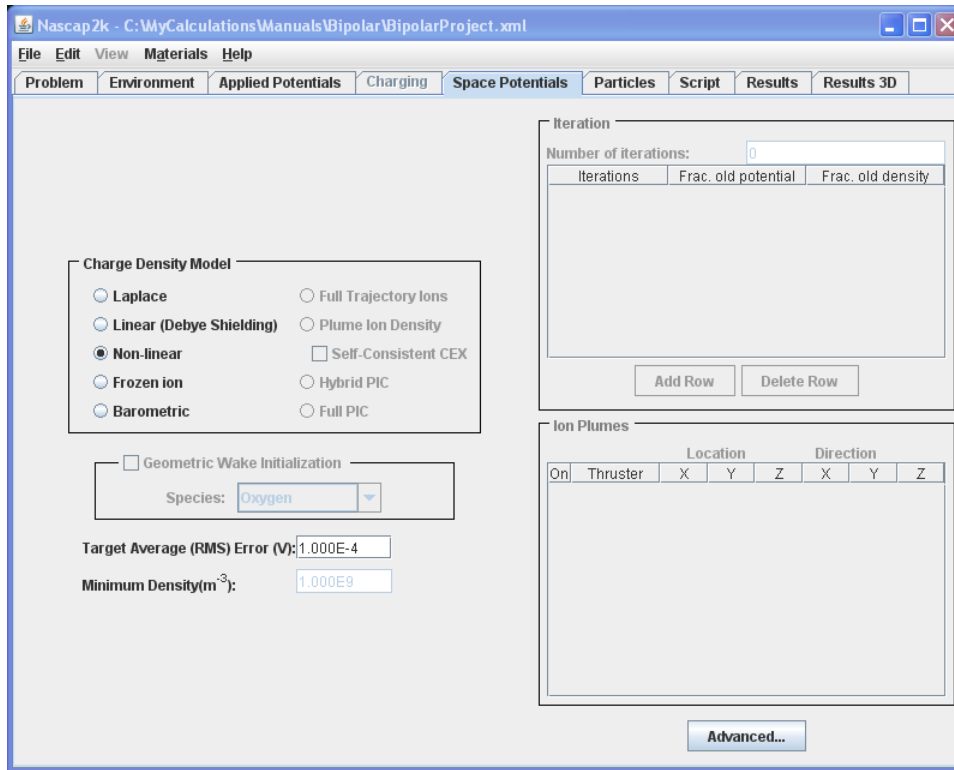 Nascap2k - C:\MyCalculations\Manuals\Bipolar\BipolarProject.xml
File Edit View Materials Help
Problem Environment Applied Potentials Charging Space Potentials Particles Script Results Results 3D
Iteration
Number of iterations: 0
Iterations Frac. old potential Frac. old density
Add Row Delete Row
Charge Density Model
Laplace Full Trajectory Ions
Linear (Debye Shielding) Plume Ion Density
Non-linear Self-Consistent CEX
Frozen ion Hybrid PIC
Barometric Full PIC
Geometric Wake Initialization
Species: Oxygen
Target Average (RMS) Error (V): 1.000E-4
Minimum Density(m-3): 1.000E9
Ion Plumes
Location Direction
On Thruster X Y Z X Y Z
Advanced...